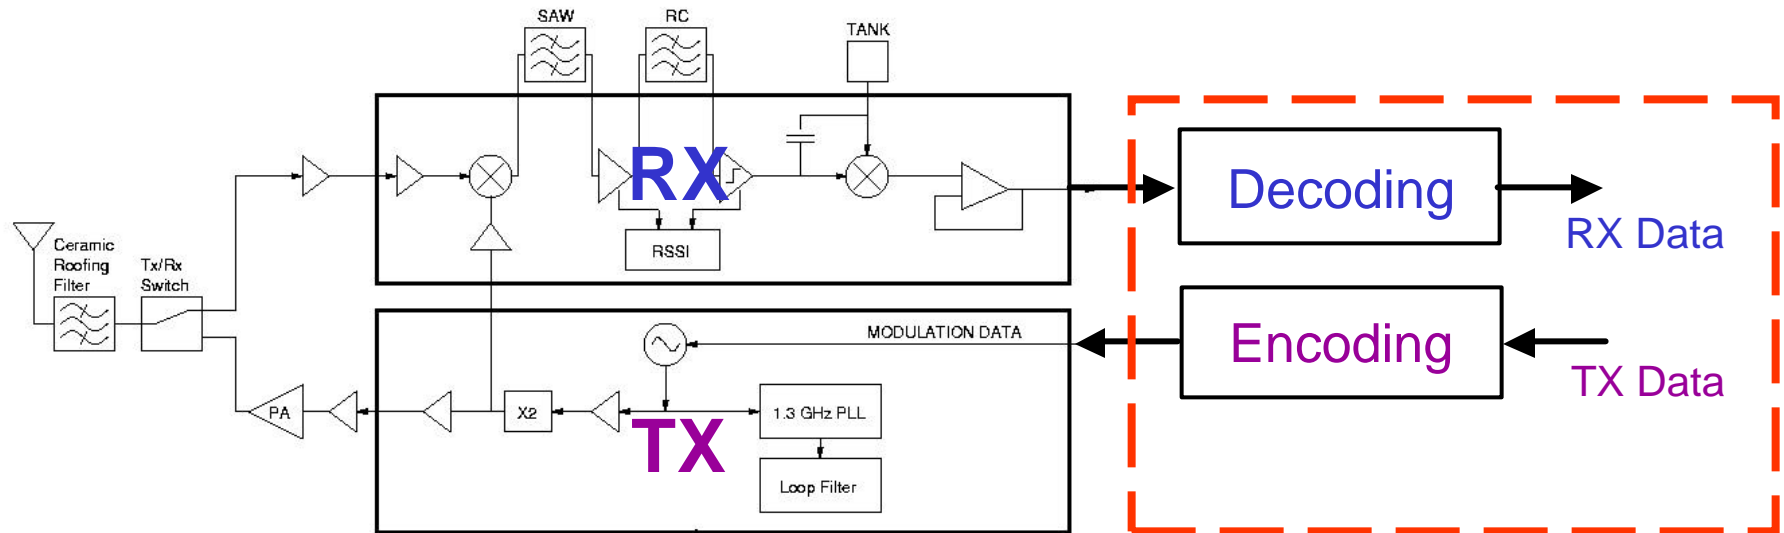 SAW
RC
TANK
RX
RSSI
Decoding
RX Data
Ceramic
Roofing
Filter
Tx/Rx
Switch
MODULATION DATA
Encoding
TX Data
PA
X2
TX
1.3 GHz PLL
Loop Filter